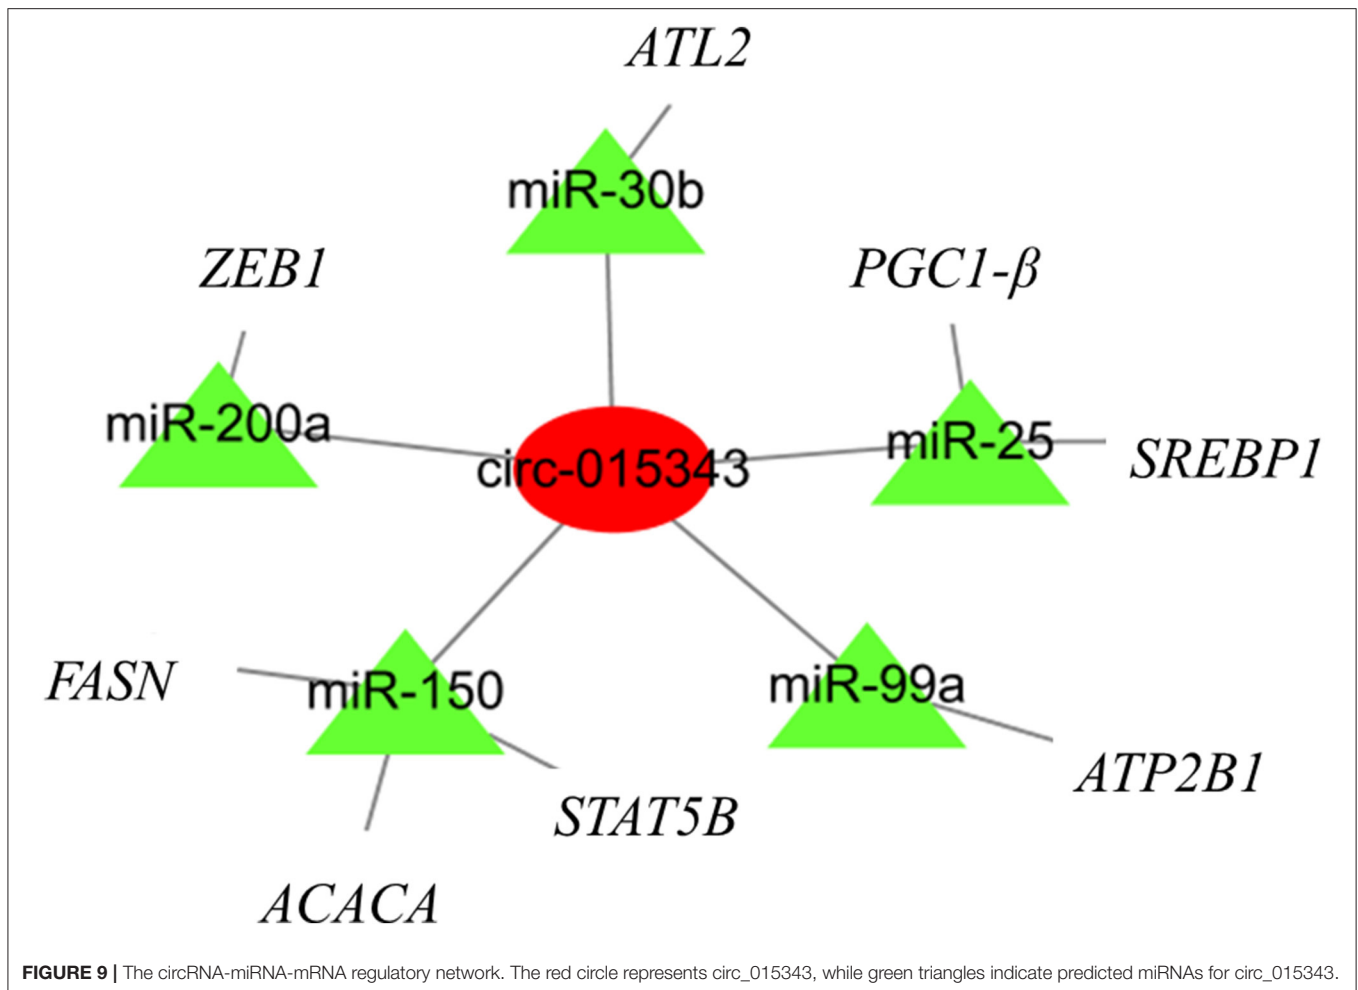 ATL2
miR-30b
ZEB1
PGC1-β
miR-200a
miR-25
SREBP1
circ-015343
FASN
miR-150
miR-99a
ATP2B1
STAT5B
ACACA
FIGURE 9 | The circRNA-miRNA-mRNA regulatory network. The red circle represents circ_015343, while green triangles indicate predicted miRNAs for circ_015343.